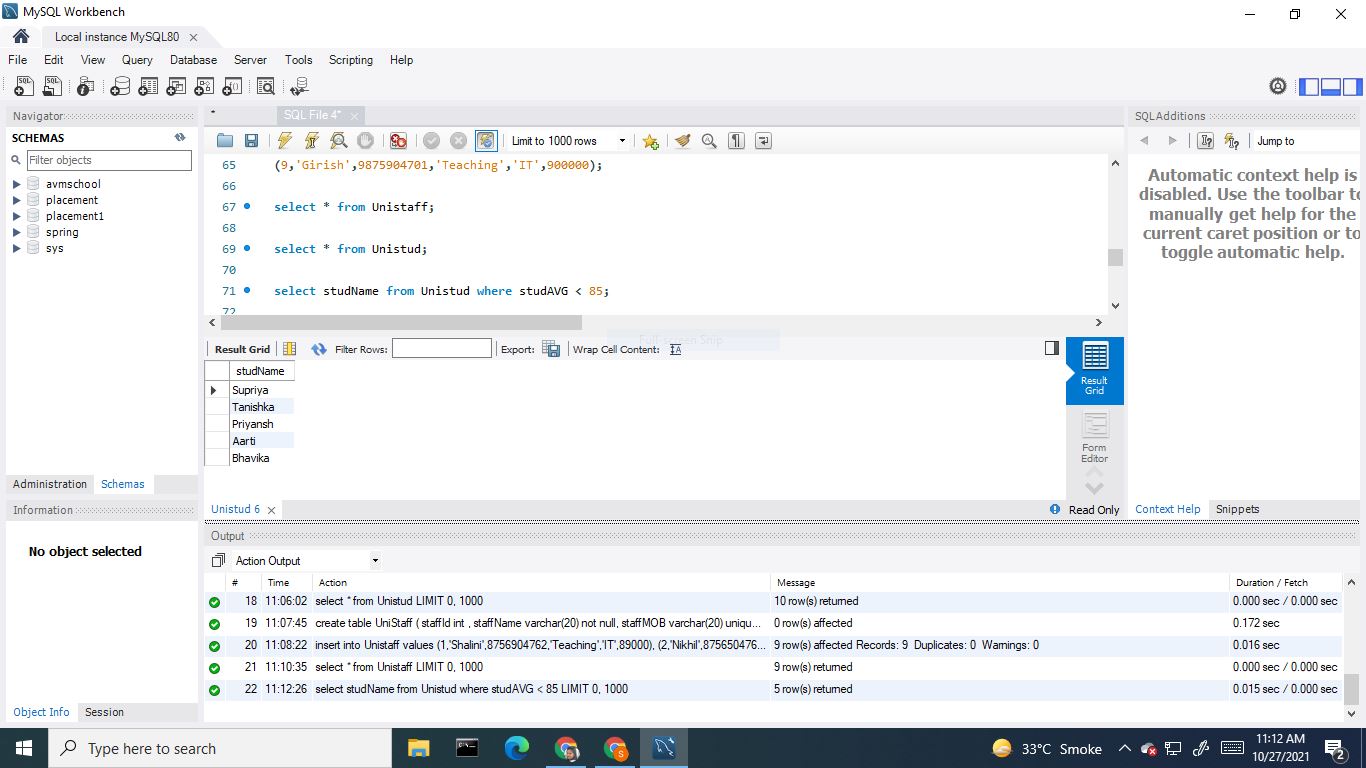 MySQL Workbench
Local instance MySQL80
File Edit View Query Database Server Tools Scripting Help
Navigator
SCHEMAS
Filter objects
avmschool
placement
placement1
spring
sys
Administration Schemas
Information
No object selected
Object Info Session
* SQL File 4*
Limit to 1000 rows
65 (9,'Girish',9875904701,'Teaching','IT',900000);
66
67 select * from Unistaff;
68
69 select * from Unistud;
70
71 select studName from Unistud where studAVG < 85;
72
Full-screen Snip
Result Grid Filter Rows: Export: Wrap Cell Content:
studName
Supriya
Tanishka
Priyansh
Aarti
Bhavika
Result Grid
Form Editor
Unistud 6
Read Only
SQLAdditions
Jump to
Automatic context help is
disabled. Use the toolbar to
manually get help for the
current caret position or to
toggle automatic help.
Context Help Snippets
Output
Action Output
# Time Action Message Duration / Fetch
18 11:06:02 select * from Unistud LIMIT 0, 1000 10 row(s) returned 0.000 sec / 0.000 sec
19 11:07:45 create table UniStaff ( staffId int , staffName varchar(20) not null, staffMOB varchar(20) uniqu... 0 row(s) affected 0.172 sec
20 11:08:22 insert into Unistaff values (1,'Shalini',8756904762,'Teaching','IT',89000), (2,'Nikhil',875650476... 9 row(s) affected Records: 9 Duplicates: 0 Warnings: 0 0.016 sec
21 11:10:35 select * from Unistaff LIMIT 0, 1000 9 row(s) returned 0.000 sec / 0.000 sec
22 11:12:26 select studName from Unistud where studAVG < 85 LIMIT 0, 1000 5 row(s) returned 0.015 sec / 0.000 sec
Type here to search
33°C Smoke
11:12 AM
10/27/2021
2